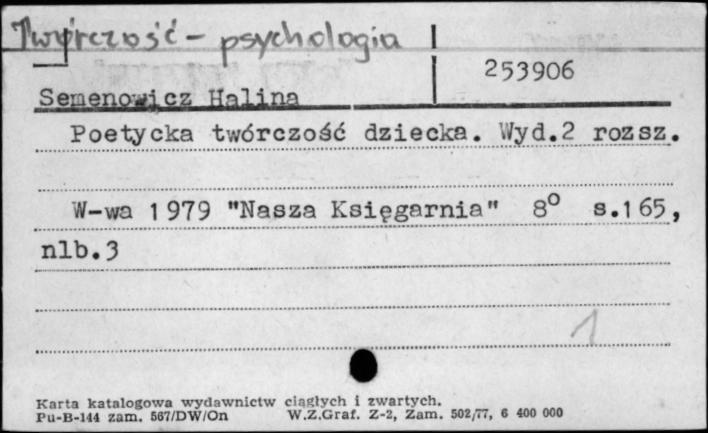 Twórczość - psychologia
253906
Semenowicz Halina
Poetycka twórczość dziecka. Wyd.2 rozsz.
W-wa 1979 "Nasza Księgarnia" 8° s.165,
nlb.3
1
Karta katalogowa wydawnictw ciągłych i zwartych.
Pu-B-144 zam. 567/DW/On W.Z.Graf. Z-2, Zam. 502/77, 6 400 000